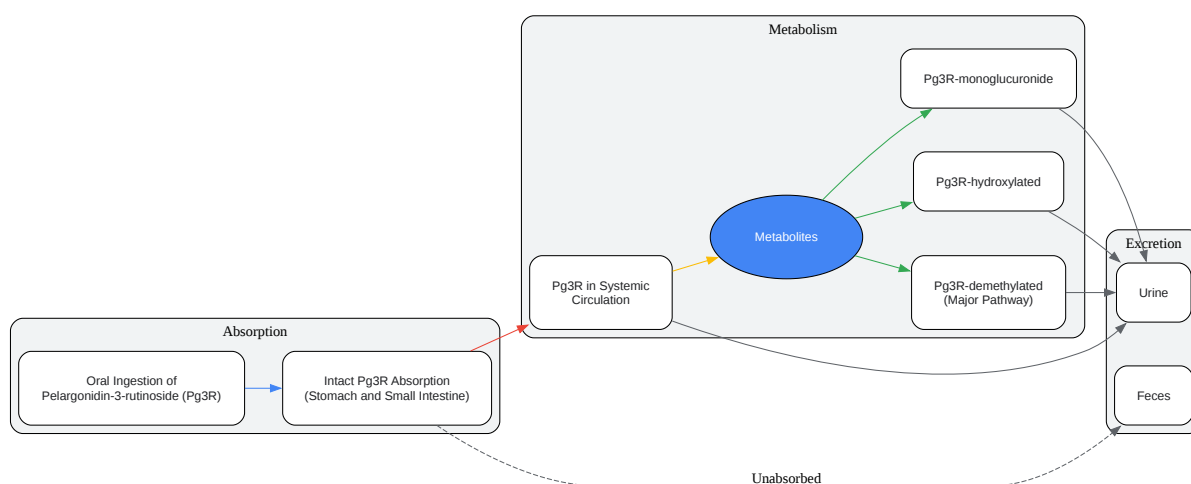 Metabolism
Pg3R-monoglucuronide
Pg3R-hydroxylated
Metabolites
Pg3R-demethylated
(Major Pathway)
Pg3R in Systemic
Circulation
Absorption
Oral Ingestion of
Pelargonidin-3-rutinoside (Pg3R)
Intact Pg3R Absorption
(Stomach and Small Intestine)
Excretion
Urine
Feces
Unabsorbed